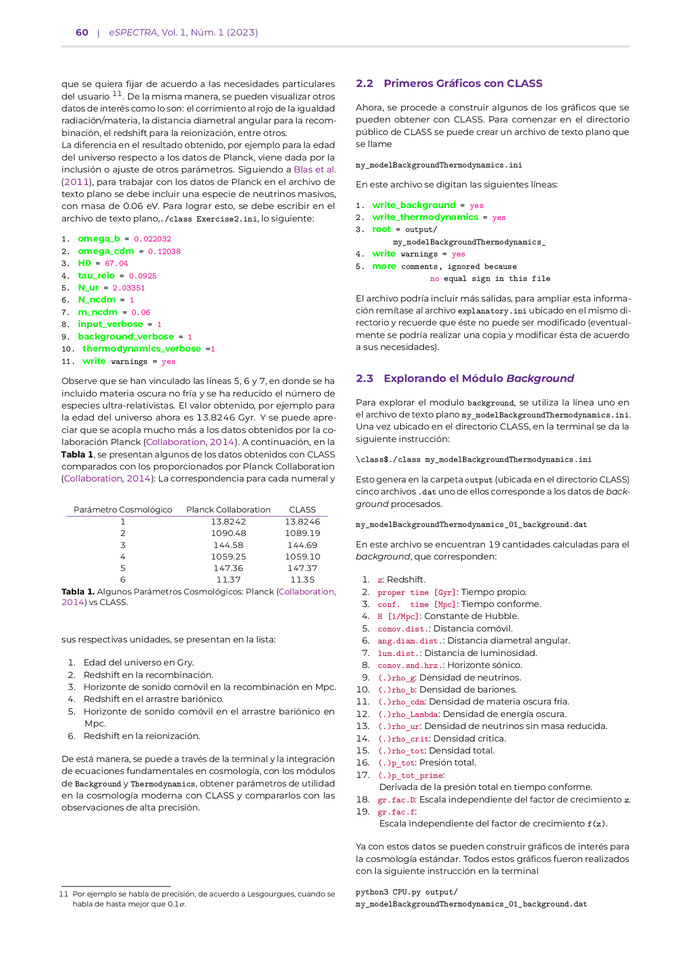 60 | eSPECTRA, Vol. 1, Núm. 1 (2023)
que se quiera fijar de acuerdo a las necesidades particulares
del usuario 11. De la misma manera, se pueden visualizar otros
datos de interés como lo son: el corrimiento al rojo de la igualdad
radiación/materia, la distancia diametral angular para la recom-
binación, el redshift para la reionización, entre otros.
La diferencia en el resultado obtenido, por ejemplo para la edad
del universo respecto a los datos de Planck, viene dada por la
inclusión o ajuste de otros parámetros. Siguiendo a Blas et al.
(2011), para trabajar con los datos de Planck en el archivo de
texto plano se debe incluir una especie de neutrinos masivos,
con masa de 0.06 eV. Para lograr esto, se debe escribir en el
archivo de texto plano,./class Exercise2.ini, lo siguiente:
1. omega_b = 0.022032
2. omega_cdm = 0.12038
3. H0 = 67.04
4. tau_reio = 0.0925
5. N_ur = 2.03351
6. N_ncdm = 1
7. m_ncdm = 0.06
8. input_verbose = 1
9. background_verbose = 1
10. thermodynamics_verbose =1
11. write warnings = yes
Observe que se han vinculado las líneas 5, 6 y 7, en donde se ha
incluido materia oscura no fría y se ha reducido el número de
especies ultra-relativistas. El valor obtenido, por ejemplo para
la edad del universo ahora es 13.8246 Gyr. Y se puede apre-
ciar que se acopla mucho más a los datos obtenidos por la co-
laboración Planck (Collaboration, 2014). A continuación, en la
Tabla 1, se presentan algunos de los datos obtenidos con CLASS
comparados con los proporcionados por Planck Collaboration
(Collaboration, 2014): La correspondencia para cada numeral y
Parámetro Cosmológico Planck Collaboration CLASS
1 13.8242 13.8246
2 1090.48 1089.19
3 144.58 144.69
4 1059.25 1059.10
5 147.36 147.37
6 11.37 11.35
Tabla 1. Algunos Parámetros Cosmológicos: Planck (Collaboration,
2014) vs CLASS.
sus respectivas unidades, se presentan en la lista:
1. Edad del universo en Gry.
2. Redshift en la recombinación.
3. Horizonte de sonido comóvil en la recombinación en Mpc.
4. Redshift en el arrastre bariónico.
5. Horizonte de sonido comóvil en el arrastre bariónico en
Mpc.
6. Redshift en la reionización.
De está manera, se puede a través de la terminal y la integración
de ecuaciones fundamentales en cosmología, con los módulos
de Background y Thermodynamics, obtener parámetros de utilidad
en la cosmología moderna con CLASS y compararlos con las
observaciones de alta precisión.
11 Por ejemplo se habla de precisión, de acuerdo a Lesgourgues, cuando se
habla de hasta mejor que 0.1σ.
2.2 Primeros Gráficos con CLASS
Ahora, se procede a construir algunos de los gráficos que se
pueden obtener con CLASS. Para comenzar en el directorio
público de CLASS se puede crear un archivo de texto plano que
se llame
my_modelBackgroundThermodynamics.ini
En este archivo se digitan las siguientes líneas:
1. write_background = yes
2. write_thermodynamics = yes
3. root = output/
my_modelBackgroundThermodynamics_
4. write warnings = yes
5. more comments, ignored because
no equal sign in this file
El archivo podría incluir más salidas, para ampliar esta informa-
ción remítase al archivo explanatory.ini ubicado en el mismo di-
rectorio y recuerde que éste no puede ser modificado (eventual-
mente se podría realizar una copia y modificar ésta de acuerdo
a sus necesidades).
2.3 Explorando el Módulo Background
Para explorar el modulo background, se utiliza la línea uno en
el archivo de texto plano my_modelBackgroundThermodynamics.ini.
Una vez ubicado en el directorio CLASS, en la terminal se da la
siguiente instrucción:
\class$./class my_modelBackgroundThermodynamics.ini
Esto genera en la carpeta output (ubicada en el directorio CLASS)
cinco archivos .dat uno de ellos corresponde a los datos de back-
ground procesados.
my_modelBackgroundThermodynamics_01_background.dat
En este archivo se encuentran 19 cantidades calculadas para el
background, que corresponden:
1. z: Redshift.
2. proper time [Gyr]: Tiempo propio.
3. conf. time [Mpc]: Tiempo conforme.
4. H [1/Mpc]: Constante de Hubble.
5. comov.dist.: Distancia comóvil.
6. ang.diam.dist.: Distancia diametral angular.
7. lum.dist.: Distancia de luminosidad.
8. comov.snd.hrz.: Horizonte sónico.
9. (.)rho_g: Densidad de neutrinos.
10. (.)rho_b: Densidad de bariones.
11. (.)rho_cdm: Densidad de materia oscura fría.
12. (.)rho_Lambda: Densidad de energía oscura.
13. (.)rho_ur: Densidad de neutrinos sin masa reducida.
14. (.)rho_crit: Densidad critica.
15. (.)rho_tot: Densidad total.
16. (.)p_tot: Presión total.
17. (.)p_tot_prime:
Derivada de la presión total en tiempo conforme.
18. gr.fac.D: Escala independiente del factor de crecimiento z.
19. gr.fac.f:
Escala independiente del factor de crecimiento f(z).
Ya con estos datos se pueden construir gráficos de interés para
la cosmología estándar. Todos estos gráficos fueron realizados
con la siguiente instrucción en la terminal
python3 CPU.py output/
my_modelBackgroundThermodynamics_01_background.dat